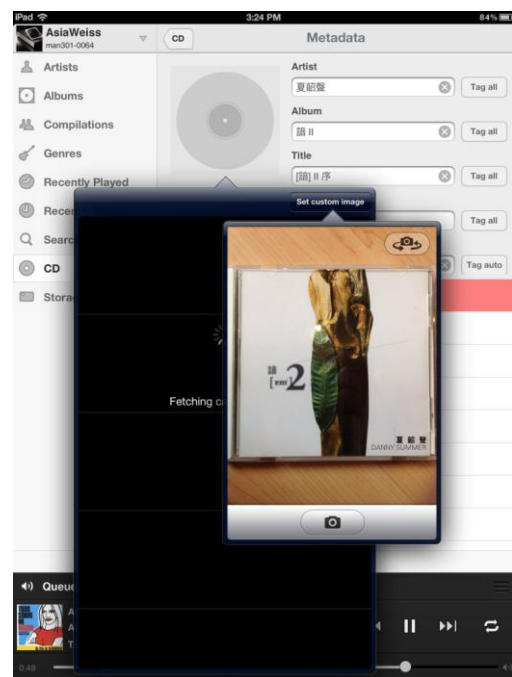 iPad
3:24 PM
84%
AsiaWeiss
man301-0064
CD
Metadata
Artists
Albums
Compilations
Genres
Recently Played
Rece
Searc
CD
Stora
Artist
夏韶聲
Tag all
Album
諳 II
Tag all
Title
[諳] II 序
Tag all
Set custom image
Tag all
Tag auto
Fetching ca
諳
2
夏 韶 聲
DANNY SUMMER
Queue
0:49